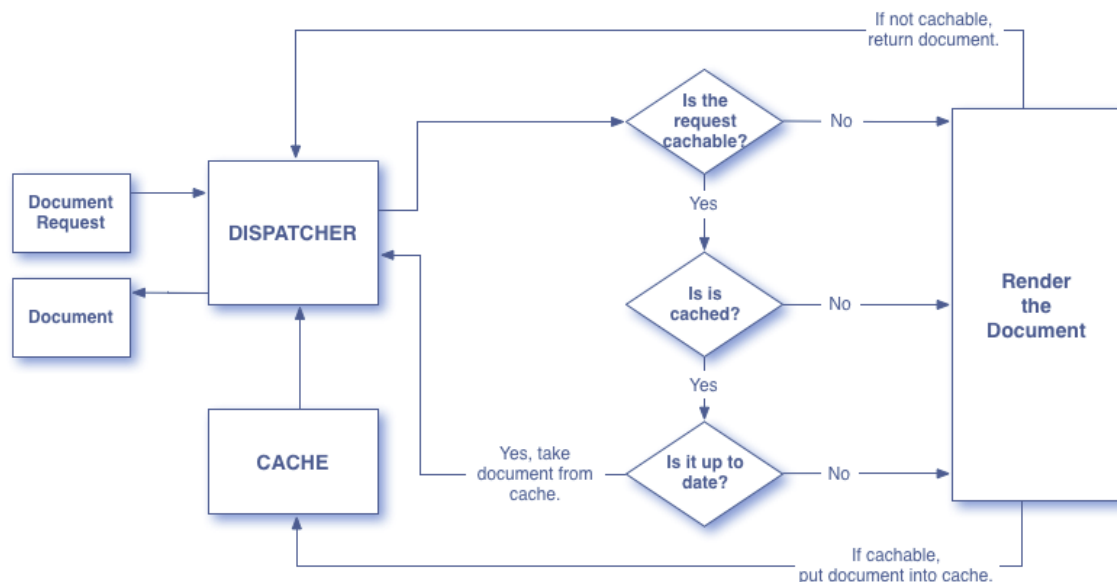 If not cachable,
return document.
Is the
request
cachable?
No
Document
Request
DISPATCHER
Yes
Document
Is is
cached?
No
Render
the
Document
Yes
CACHE
Yes, take
document from
cache.
Is it up to
date?
No
If cachable,
put document into cache.